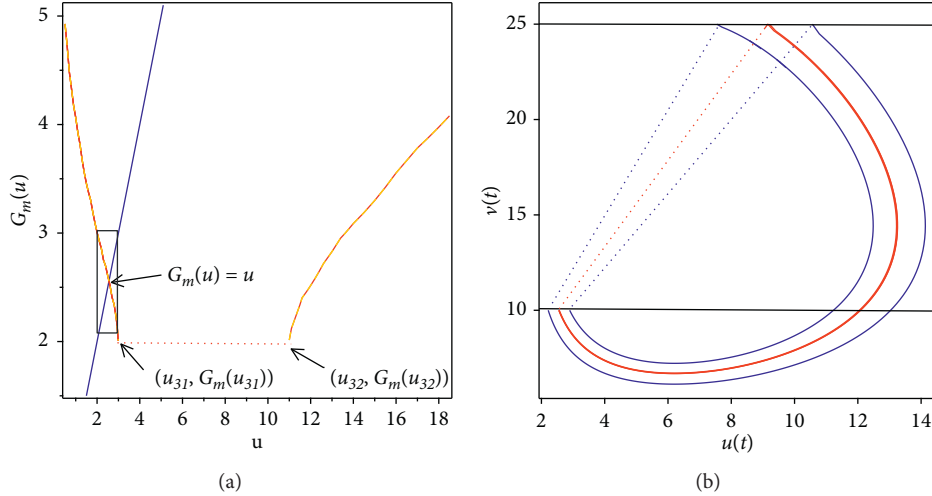 5
4
3
2
G_m(u)
G_m(u) = u
(u_31, G_m(u_31))
(u_32, G_m(u_32))
2 4 6 8 10 12 14 16 18
u
(a)
25
20
15
10
v(t)
2 4 6 8 10 12 14
u(t)
(b)